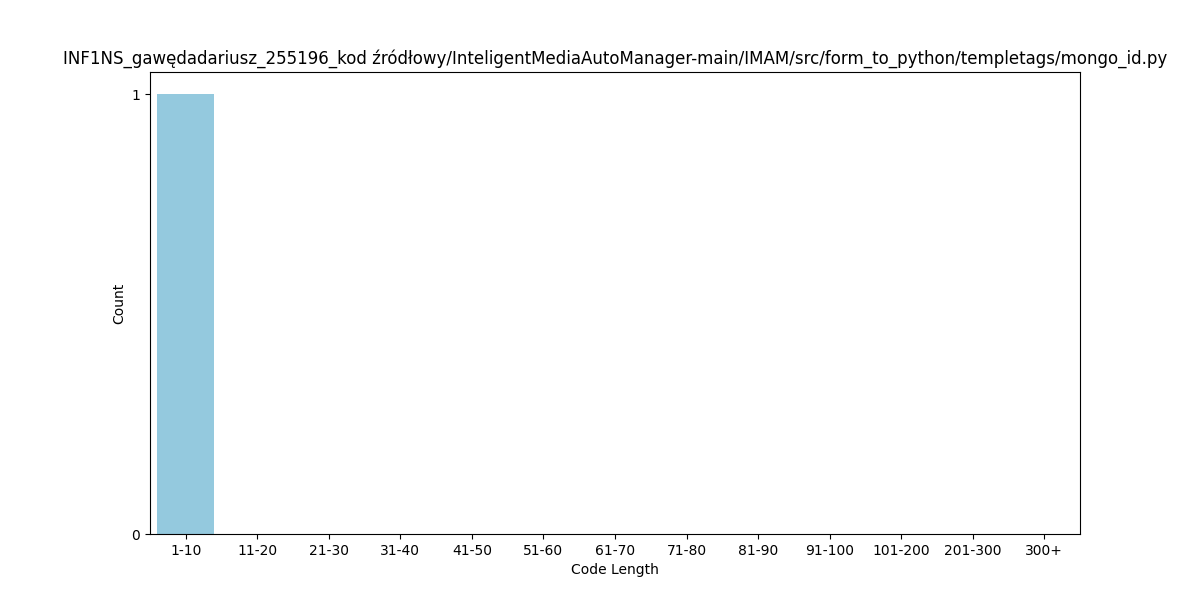 INF1NS_gawędadariusz_255196_kod źródłowy/InteligentMediaAutoManager-main/IMAM/src/form_to_python/templetags/mongo_id.py
1
Count
0
1-10 11-20 21-30 31-40 41-50 51-60 61-70 71-80 81-90 91-100 101-200 201-300 300+
Code Length